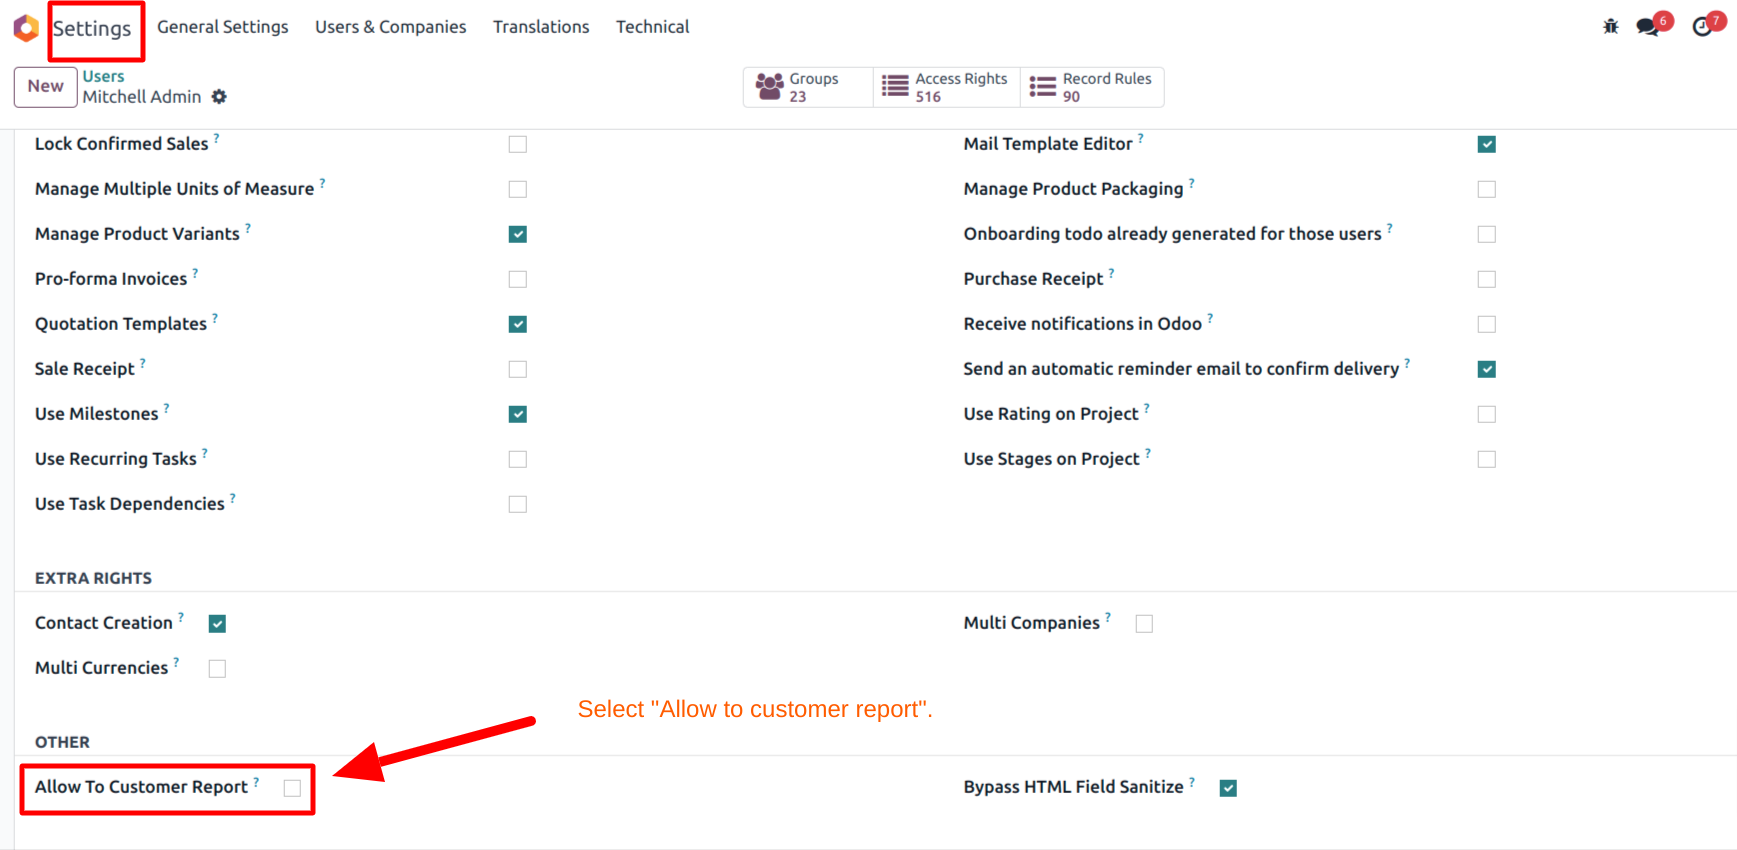 Settings General Settings Users & Companies Translations Technical 6 7
New Users Groups Access Rights Record Rules
Mitchell Admin 23 516 90
Lock Confirmed Sales ? Mail Template Editor ?
Manage Multiple Units of Measure ? Manage Product Packaging ?
Manage Product Variants ? Onboarding todo already generated for those users ?
Pro-forma Invoices ? Purchase Receipt ?
Quotation Templates ? Receive notifications in Odoo ?
Sale Receipt ? Send an automatic reminder email to confirm delivery ?
Use Milestones ? Use Rating on Project ?
Use Recurring Tasks ? Use Stages on Project ?
Use Task Dependencies ?
EXTRA RIGHTS
Contact Creation ? Multi Companies ?
Multi Currencies ?
Select "Allow to customer report".
OTHER
Allow To Customer Report ? Bypass HTML Field Sanitize ?